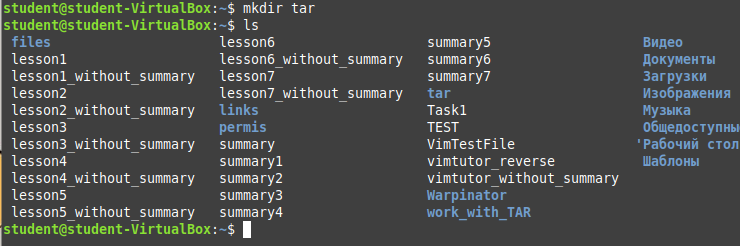 student@student-VirtualBox:~$ mkdir tar
student@student-VirtualBox:~$ ls
files lesson6 summary5 Видео
lesson1 lesson6_without_summary summary6 Документы
lesson1_without_summary lesson7 summary7 Загрузки
lesson2 lesson7_without_summary tar Изображения
lesson2_without_summary links Task1 Музыка
lesson3 permis TEST Общедоступны
lesson3_without_summary summary VimTestFile 'Рабочий стол
lesson4 summary1 vimtutor_reverse Шаблоны
lesson4_without_summary summary2 vimtutor_without_summary
lesson5 summary3 Warpinator
lesson5_without_summary summary4 work_with_TAR
student@student-VirtualBox:~$